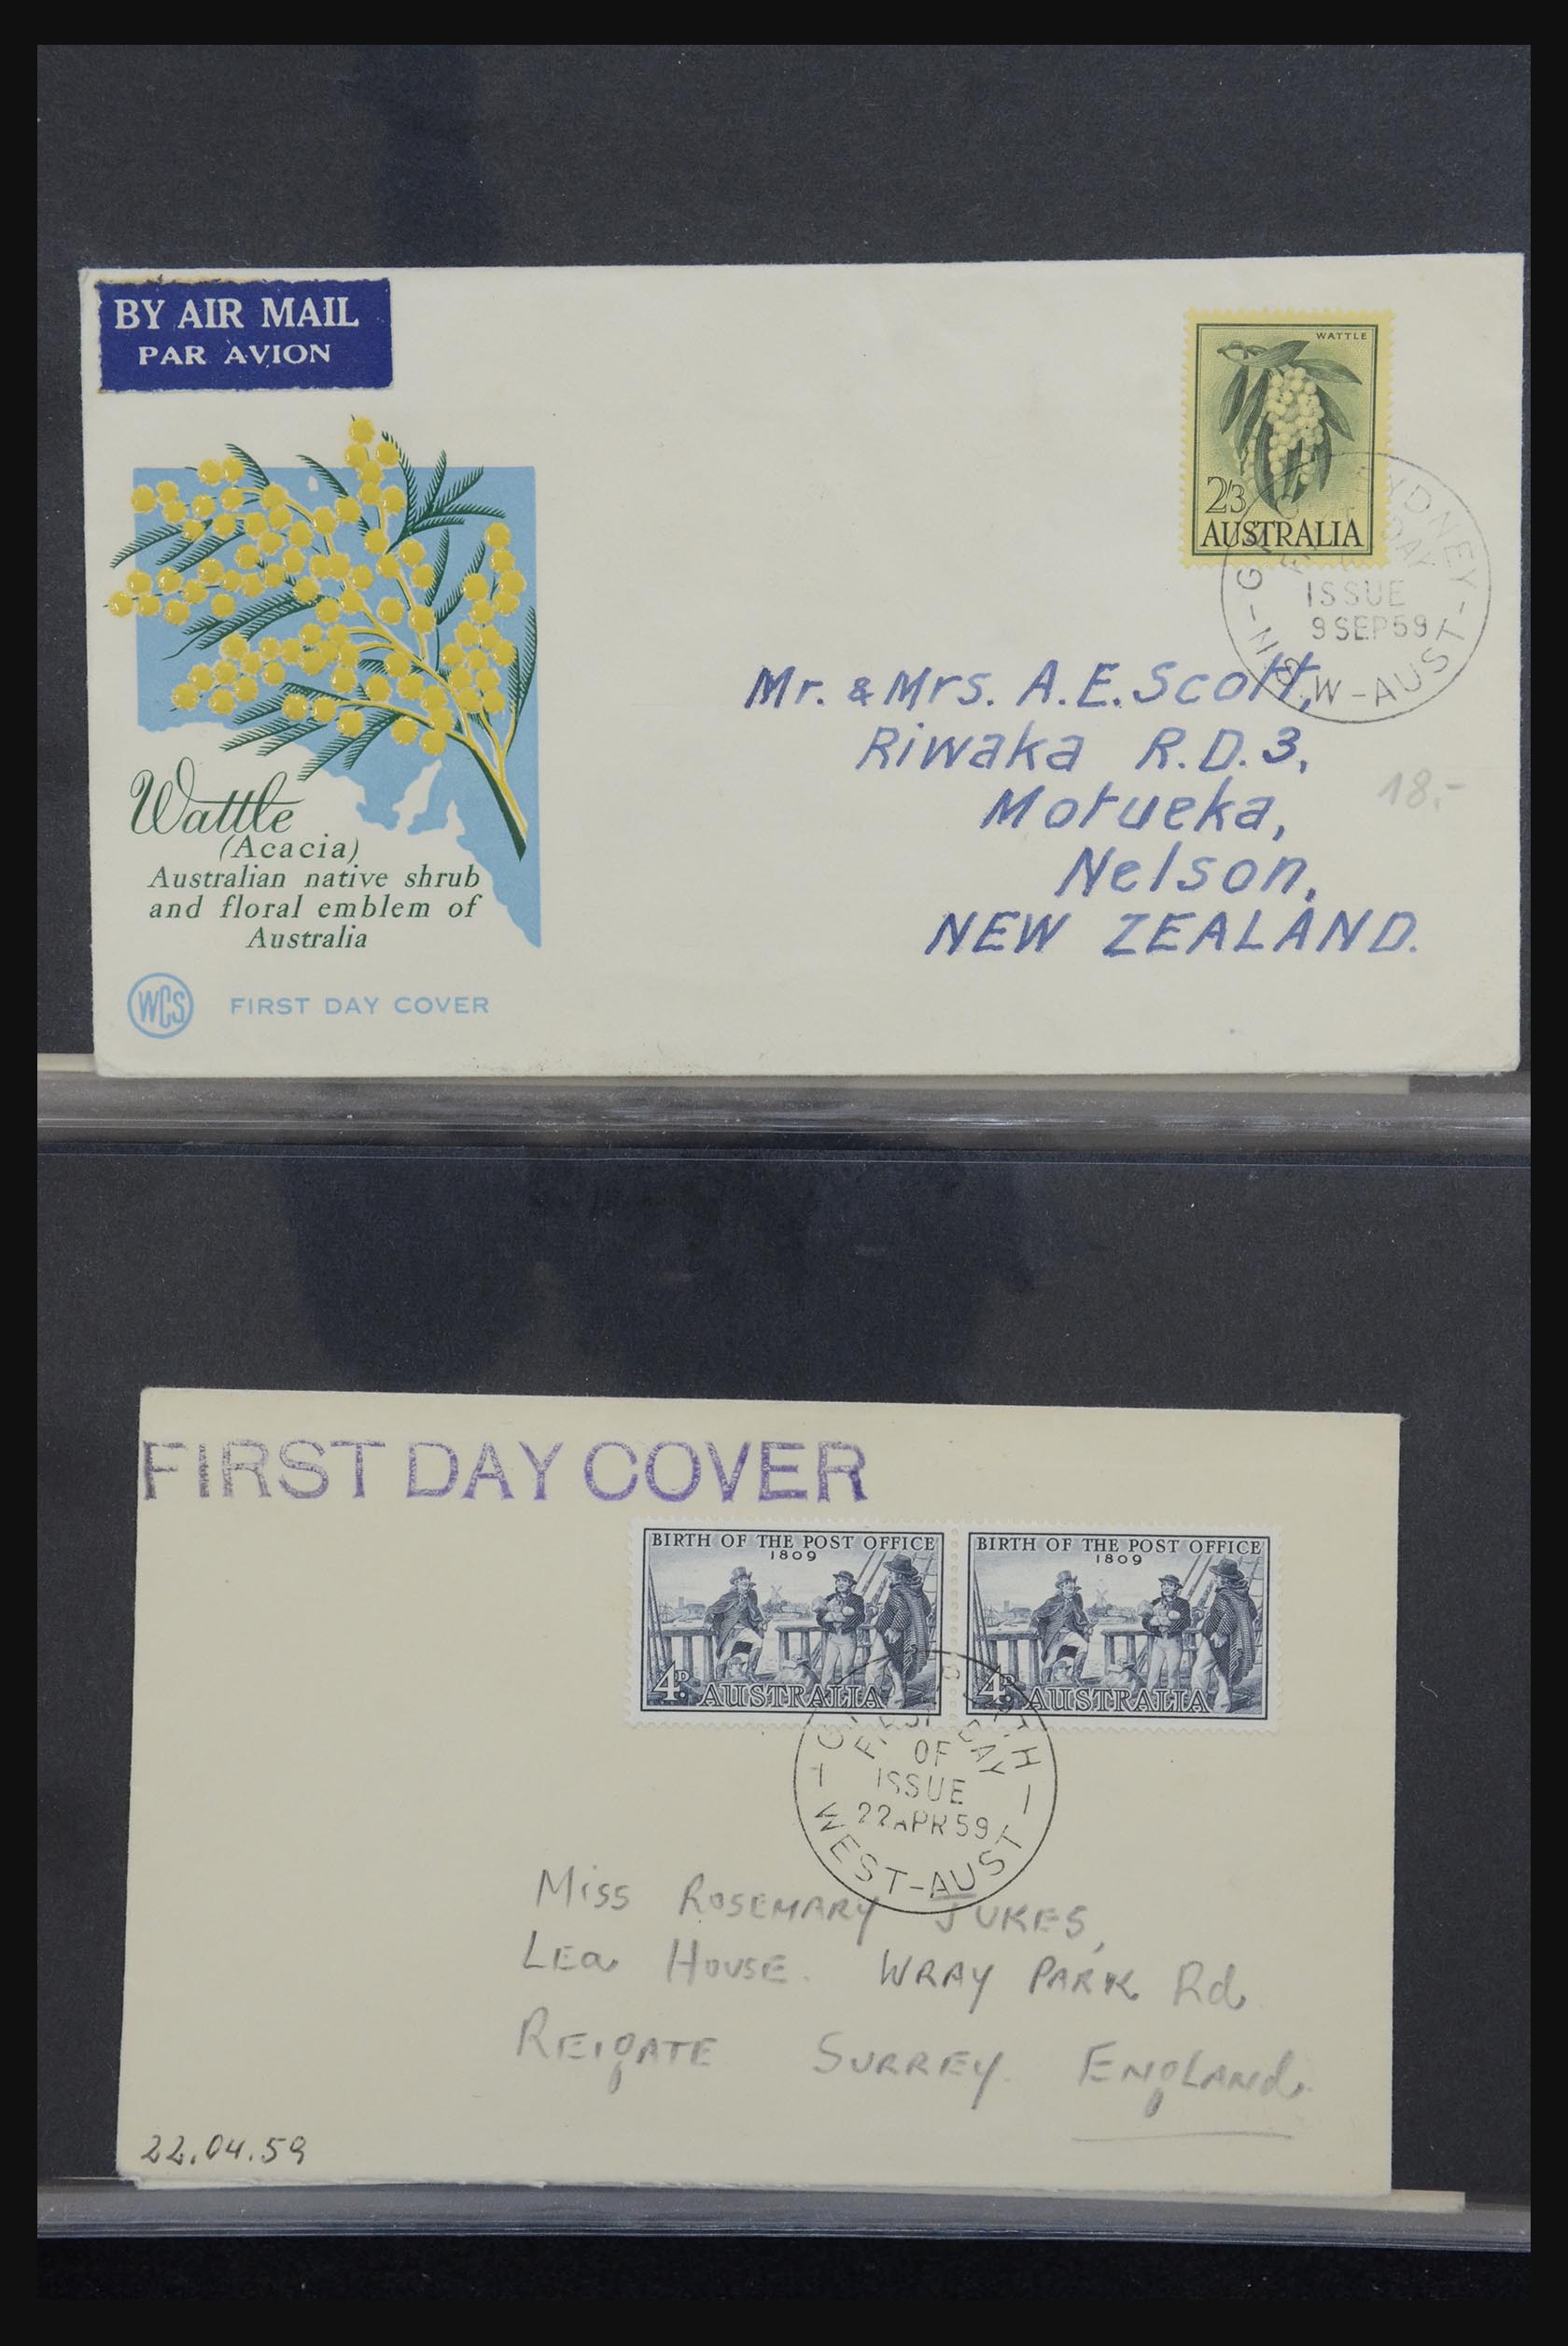 BY AIR MAIL
PAR AVION
WATTLE
2/3
AUSTRALIA
SYDNEY
DAY
ISSUE
9 SEP 59
N.S.W-AUST
Mr. & Mrs. A.E. Scott,
Riwaka R.D.3,
Motueka,
Nelson,
NEW ZEALAND.
18,-
Wattle
(Acacia)
Australian native shrub
and floral emblem of
Australia
WCS FIRST DAY COVER
FIRST DAY COVER
BIRTH OF THE POST OFFICE
1809
4D
AUSTRALIA
BIRTH OF THE POST OFFICE
1809
4D
AUSTRALIA
FIRST DAY
OF
ISSUE
22 APR 59
WEST-AUST
Miss ROSEMARY JUKES,
LEa HOUSE. WRAY PARK Rd.
REIgATE SURREY. ENgLANd.
22.04.59